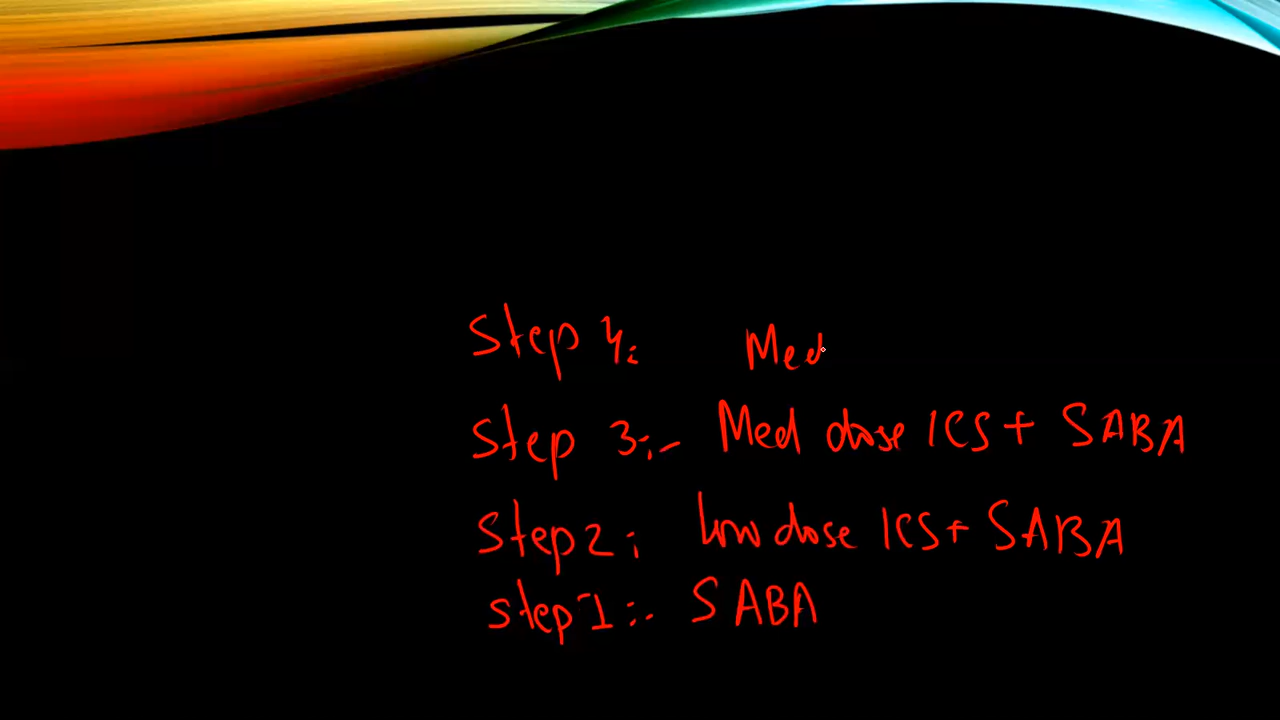 Step 4: Med
Step 3:- Med dose ICS + SABA
Step 2: Low dose ICS + SABA
Step 1:- SABA